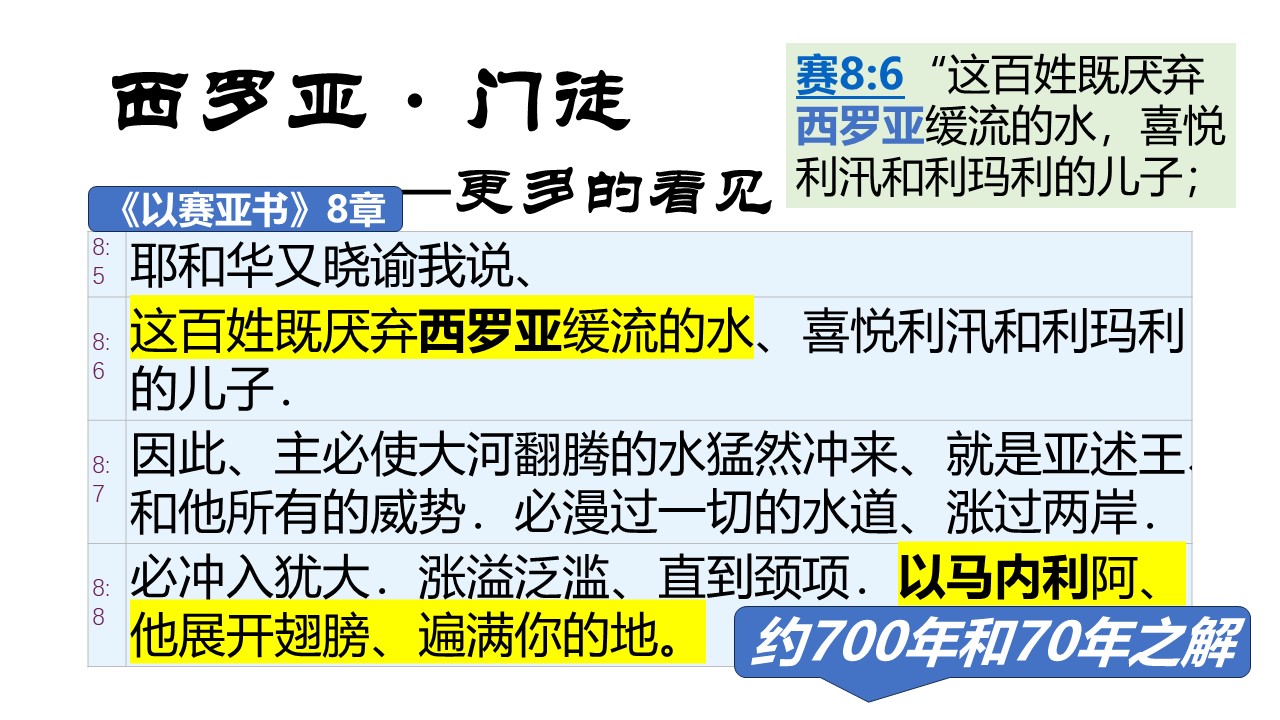 西罗亚·门徒
——更多的看见
赛8:6 “这百姓既厌弃
西罗亚缓流的水，喜悦
利汛和利玛利的儿子；
《以赛亚书》8章
8:5 耶和华又晓谕我说、
8:6 这百姓既厌弃西罗亚缓流的水、喜悦利汛和利玛利
的儿子．
8:7 因此、主必使大河翻腾的水猛然冲来、就是亚述王、
和他所有的威势．必漫过一切的水道、涨过两岸．
8:8 必冲入犹大．涨溢泛滥、直到颈项．以马内利阿、
他展开翅膀、遍满你的地。
约700年和70年之解